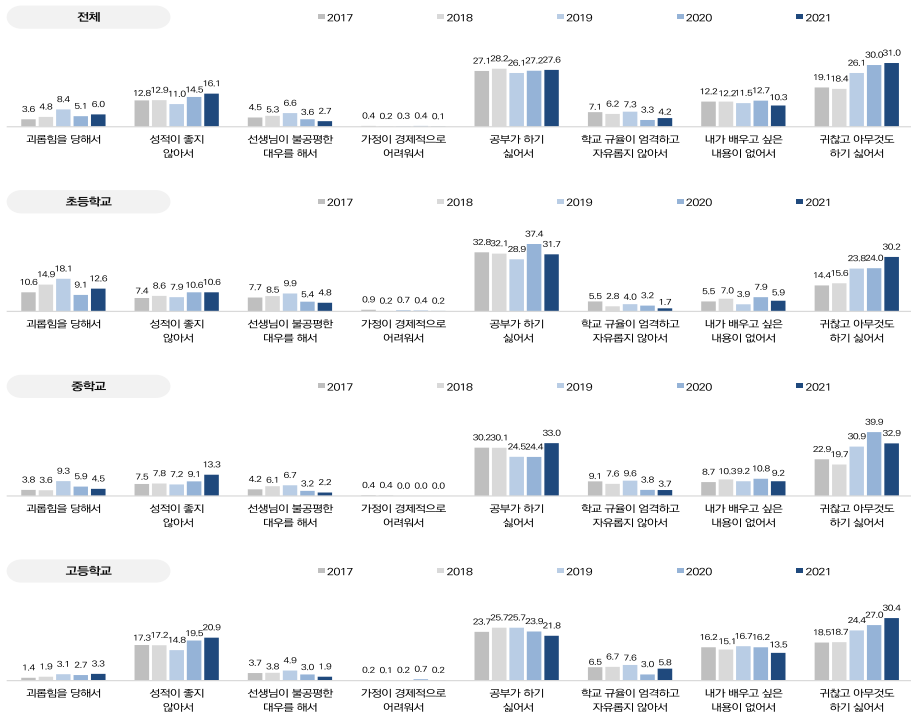 전체
2017 2018 2019 2020 2021
3.6 4.8 8.4 5.1 6.0 12.8 12.9 11.0 14.5 16.1 4.5 5.3 6.6 3.6 2.7 0.4 0.2 0.3 0.4 0.1 27.1 28.2 26.1 27.2 27.6 7.1 6.2 7.3 3.3 4.2 12.2 12.2 11.5 12.7 10.3 19.1 18.4 26.1 30.0 31.0
괴롭힘을 당해서 성적이 좋지 선생님이 불공평한 가정이 경제적으로 공부가 하기 학교 규율이 엄격하고 내가 배우고 싶은 귀찮고 아무것도
않아서 대우를 해서 어려워서 싫어서 자유롭지 않아서 내용이 없어서 하기 싫어서
초등학교
2017 2018 2019 2020 2021
10.6 14.9 18.1 9.1 12.6 7.4 8.6 7.9 10.6 10.6 7.7 8.5 9.9 5.4 4.8 0.9 0.2 0.7 0.4 0.2 32.8 32.1 28.9 37.4 31.7 5.5 2.8 4.0 3.2 1.7 5.5 7.0 3.9 7.9 5.9 14.4 15.6 23.8 24.0 30.2
괴롭힘을 당해서 성적이 좋지 선생님이 불공평한 가정이 경제적으로 공부가 하기 학교 규율이 엄격하고 내가 배우고 싶은 귀찮고 아무것도
않아서 대우를 해서 어려워서 싫어서 자유롭지 않아서 내용이 없어서 하기 싫어서
중학교
2017 2018 2019 2020 2021
3.8 3.6 9.3 5.9 4.5 7.5 7.8 7.2 9.1 13.3 4.2 6.1 6.7 3.2 2.2 0.4 0.4 0.0 0.0 0.0 30.2 30.1 24.5 24.4 33.0 9.1 7.6 9.6 3.8 3.7 8.7 10.3 9.2 10.8 9.2 22.9 19.7 30.9 39.9 32.9
괴롭힘을 당해서 성적이 좋지 선생님이 불공평한 가정이 경제적으로 공부가 하기 학교 규율이 엄격하고 내가 배우고 싶은 귀찮고 아무것도
않아서 대우를 해서 어려워서 싫어서 자유롭지 않아서 내용이 없어서 하기 싫어서
고등학교
2017 2018 2019 2020 2021
1.4 1.9 3.1 2.7 3.3 17.3 17.2 14.8 19.5 20.9 3.7 3.8 4.9 3.0 1.9 0.2 0.1 0.2 0.7 0.2 23.7 25.7 25.7 23.9 21.8 6.5 6.7 7.6 3.0 5.8 16.2 15.1 16.7 16.2 13.5 18.5 18.7 24.4 27.0 30.4
괴롭힘을 당해서 성적이 좋지 선생님이 불공평한 가정이 경제적으로 공부가 하기 학교 규율이 엄격하고 내가 배우고 싶은 귀찮고 아무것도
않아서 대우를 해서 어려워서 싫어서 자유롭지 않아서 내용이 없어서 하기 싫어서